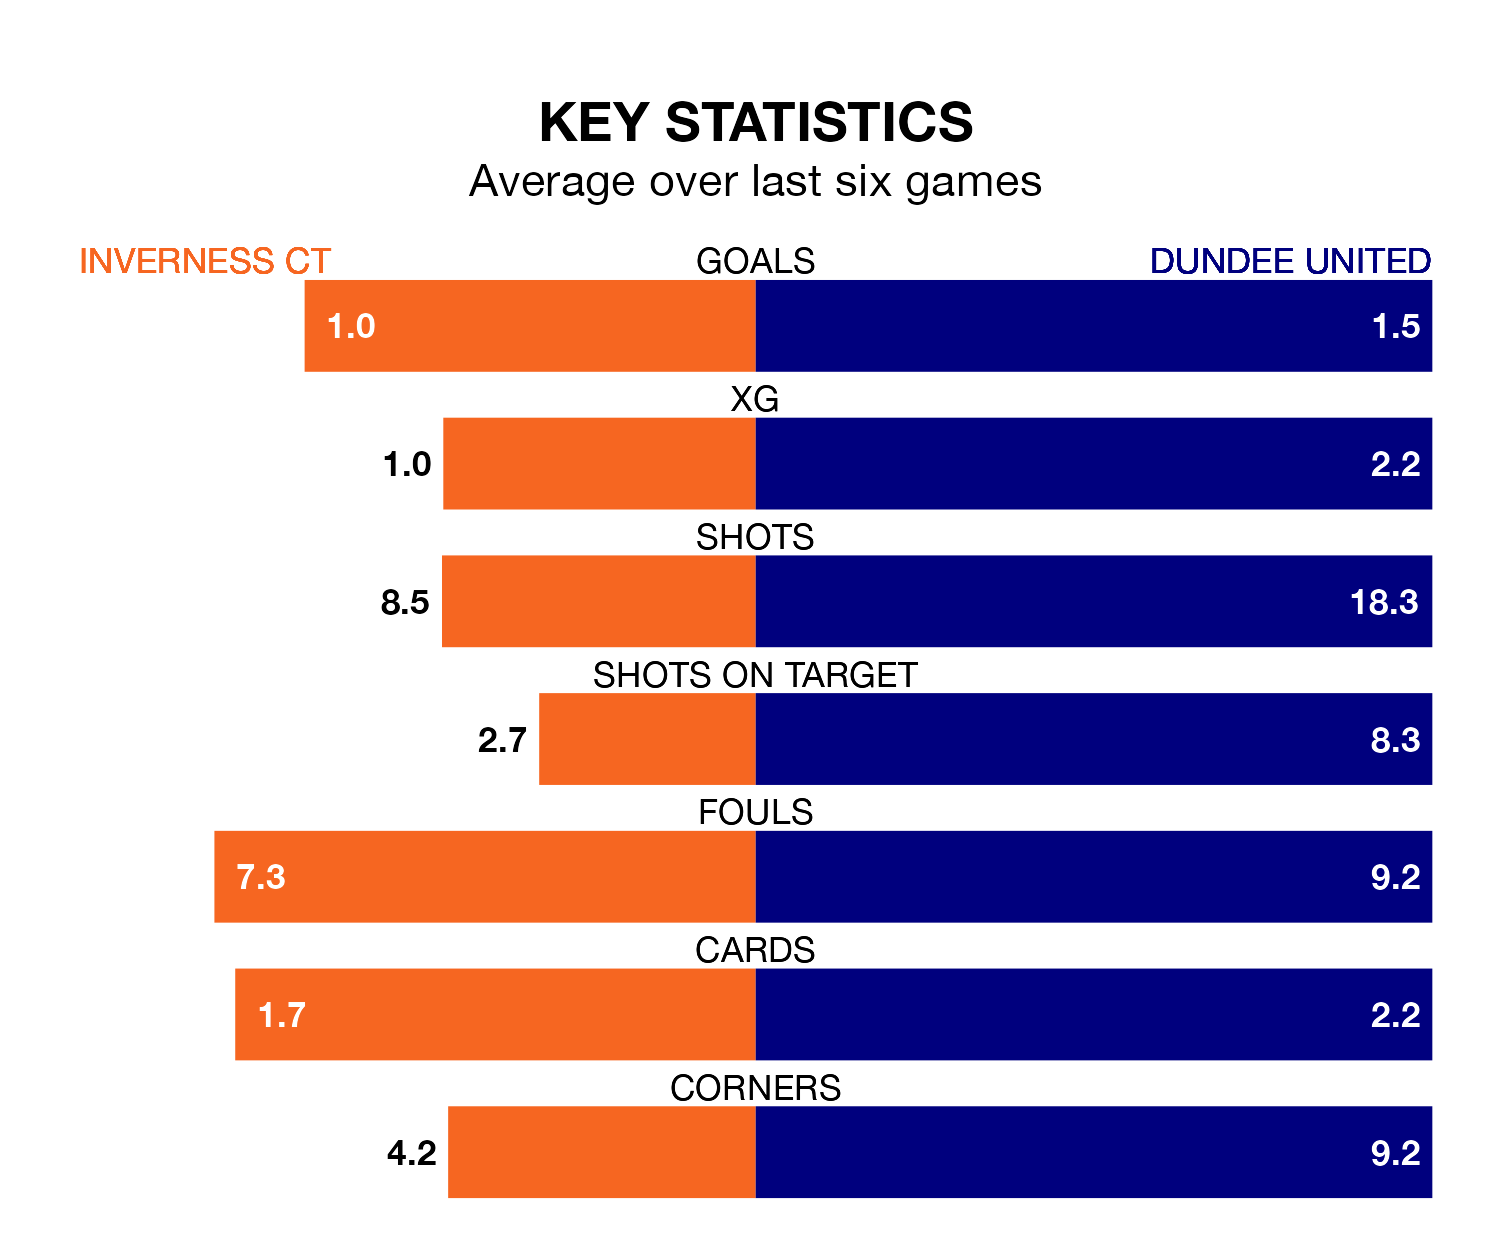 KEY STATISTICS
Average over last six games
INVERNESS CT GOALS DUNDEE UNITED
1.0 1.5
XG
1.0 2.2
SHOTS
8.5 18.3
SHOTS ON TARGET
2.7 8.3
FOULS
7.3 9.2
CARDS
1.7 2.2
CORNERS
4.2 9.2